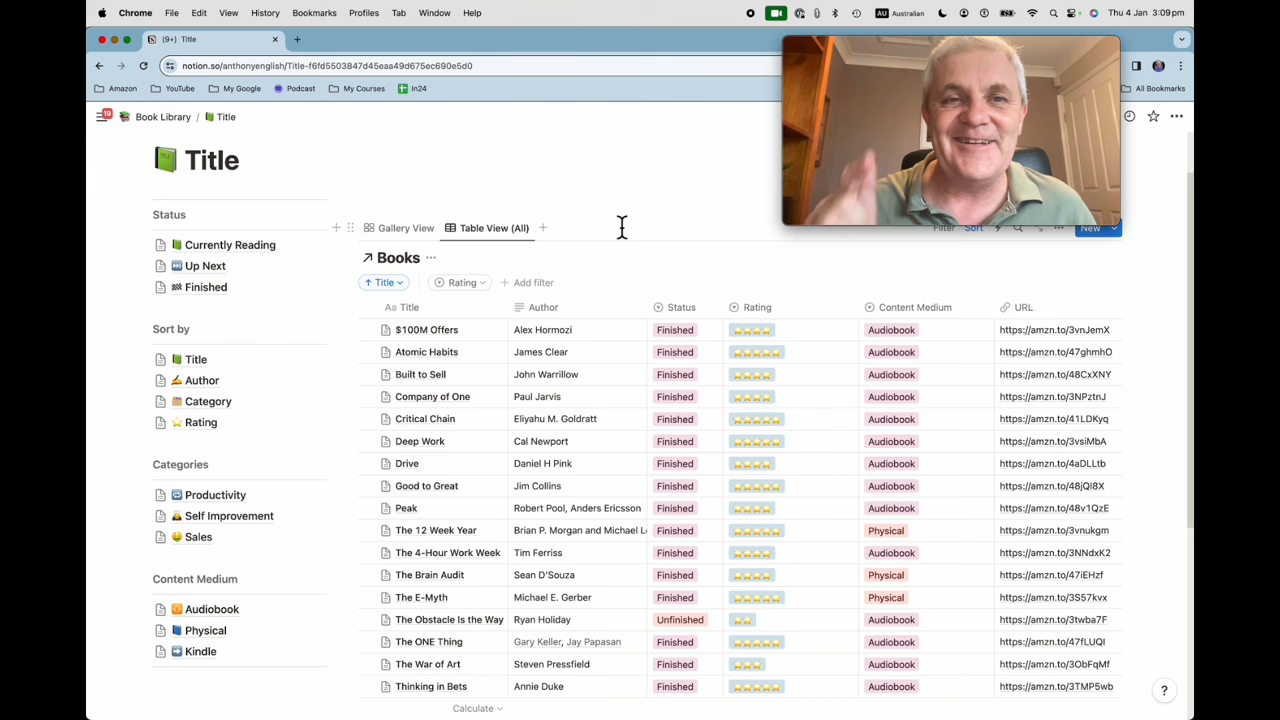 Chrome File Edit View History Bookmarks Profiles Tab Window Help AU Australian Thu 4 Jan 3:09 pm
(9+) Title
notion.so/anthonyenglish/Title-f6fd5503847d45eaa49d675ec690e5d0
Amazon YouTube My Google Podcast My Courses In24 All Bookmarks
19 Book Library / Title
Title
Status
Currently Reading
Up Next
Finished
Sort by
Title
Author
Category
Rating
Categories
Productivity
Self Improvement
Sales
Content Medium
Audiobook
Physical
Kindle
Gallery View Table View (All) Filter Sort New
Books
Title Rating Add filter
Aa Title Author Status Rating Content Medium URL
$100M Offers Alex Hormozi Finished Audiobook https://amzn.to/3vnJemX
Atomic Habits James Clear Finished Audiobook https://amzn.to/47ghmhO
Built to Sell John Warrillow Finished Audiobook https://amzn.to/48CxXNY
Company of One Paul Jarvis Finished Audiobook https://amzn.to/3NPztnJ
Critical Chain Eliyahu M. Goldratt Finished Audiobook https://amzn.to/41LDKyq
Deep Work Cal Newport Finished Audiobook https://amzn.to/3vsiMbA
Drive Daniel H Pink Finished Audiobook https://amzn.to/4aDLLtb
Good to Great Jim Collins Finished Audiobook https://amzn.to/48jQl8X
Peak Robert Pool, Anders Ericsson Finished Audiobook https://amzn.to/48v1QzE
The 12 Week Year Brian P. Morgan and Michael L Finished Physical https://amzn.to/3vnukgm
The 4-Hour Work Week Tim Ferriss Finished Audiobook https://amzn.to/3NNdxK2
The Brain Audit Sean D'Souza Finished Physical https://amzn.to/47iEHzf
The E-Myth Michael E. Gerber Finished Physical https://amzn.to/3S57kvx
The Obstacle Is the Way Ryan Holiday Unfinished Audiobook https://amzn.to/3twba7F
The ONE Thing Gary Keller, Jay Papasan Finished Audiobook https://amzn.to/47fLUQl
The War of Art Steven Pressfield Finished Audiobook https://amzn.to/3ObFqMf
Thinking in Bets Annie Duke Finished Audiobook https://amzn.to/3TMP5wb
Calculate
?